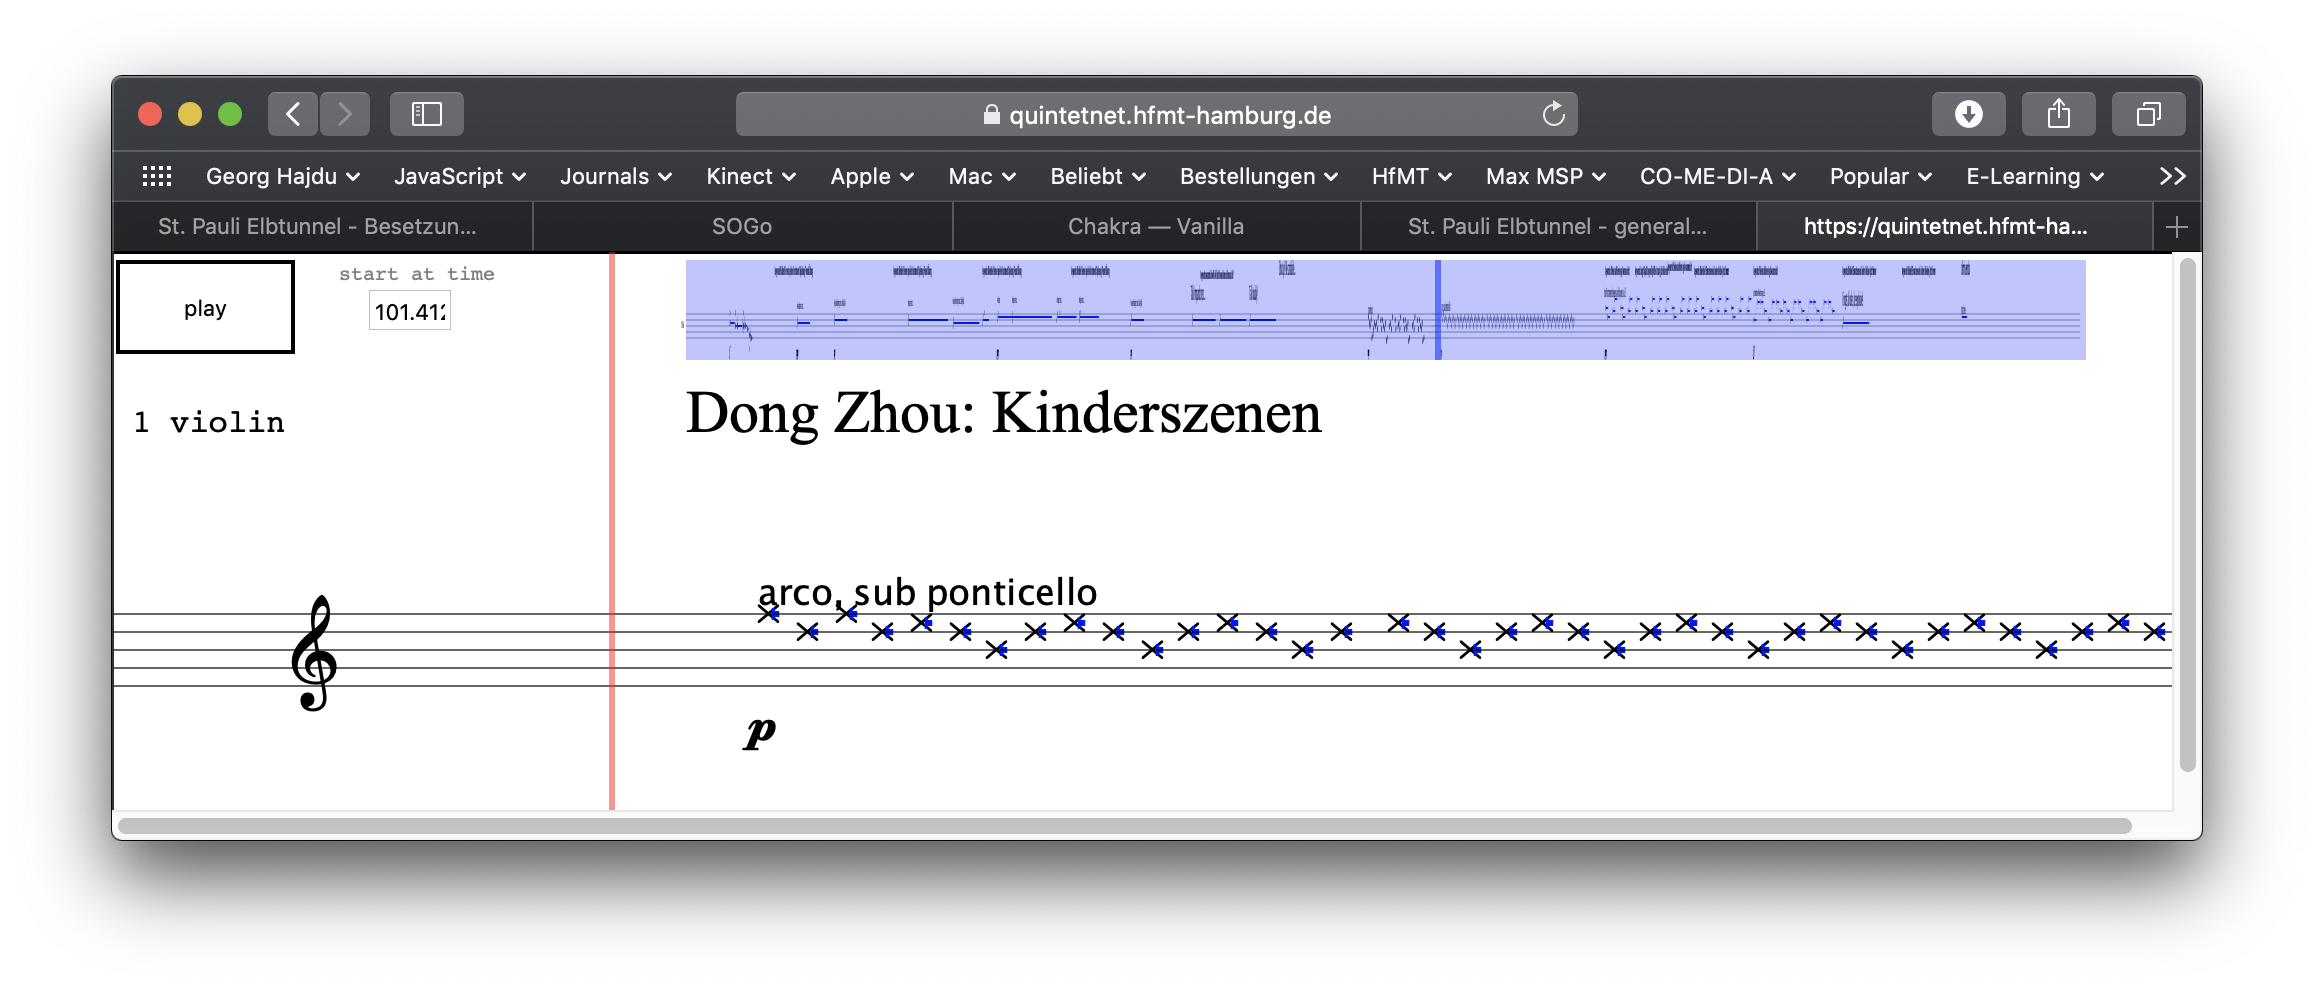 quintetnet.hfmt-hamburg.de
Georg Hajdu JavaScript Journals Kinect Apple Mac Beliebt Bestellungen HfMT Max MSP CO-ME-DI-A Popular E-Learning
St. Pauli Elbtunnel - Besetzun... SOGo Chakra — Vanilla St. Pauli Elbtunnel - general... https://quintetnet.hfmt-ha...
play
start at time
101.412
1 violin
Dong Zhou: Kinderszenen
arco, sub ponticello
p